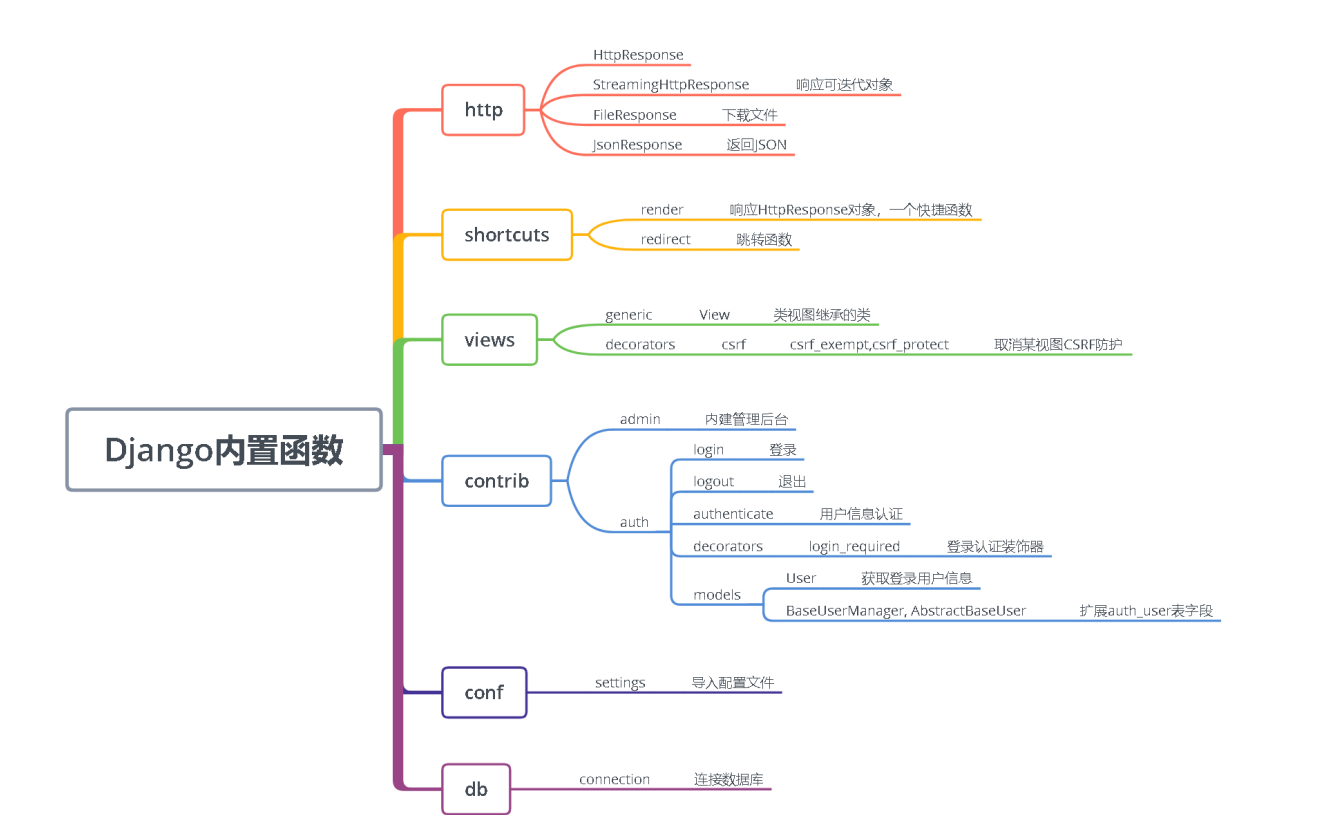 Django内置函数
http
HttpResponse
StreamingHttpResponse 响应可迭代对象
FileResponse 下载文件
JsonResponse 返回JSON
shortcuts
render 响应HttpResponse对象，一个快捷函数
redirect 跳转函数
views
generic View 类视图继承的类
decorators csrf csrf_exempt,csrf_protect 取消某视图CSRF防护
contrib
admin 内建管理后台
auth
login 登录
logout 退出
authenticate 用户信息认证
decorators login_required 登录认证装饰器
models
User 获取登录用户信息
BaseUserManager, AbstractBaseUser 扩展auth_user表字段
conf
settings 导入配置文件
db
connection 连接数据库